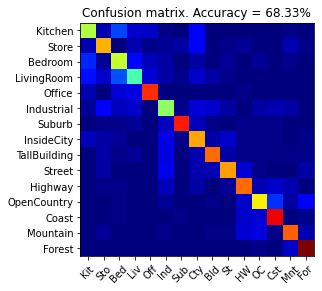 Confusion matrix. Accuracy = 68.33%
Kitchen
Store
Bedroom
LivingRoom
Office
Industrial
Suburb
InsideCity
TallBuilding
Street
Highway
OpenCountry
Coast
Mountain
Forest
Kit Sto Bed Liv Off Ind Sub Cty Bld St HW OC Cst Mnt For